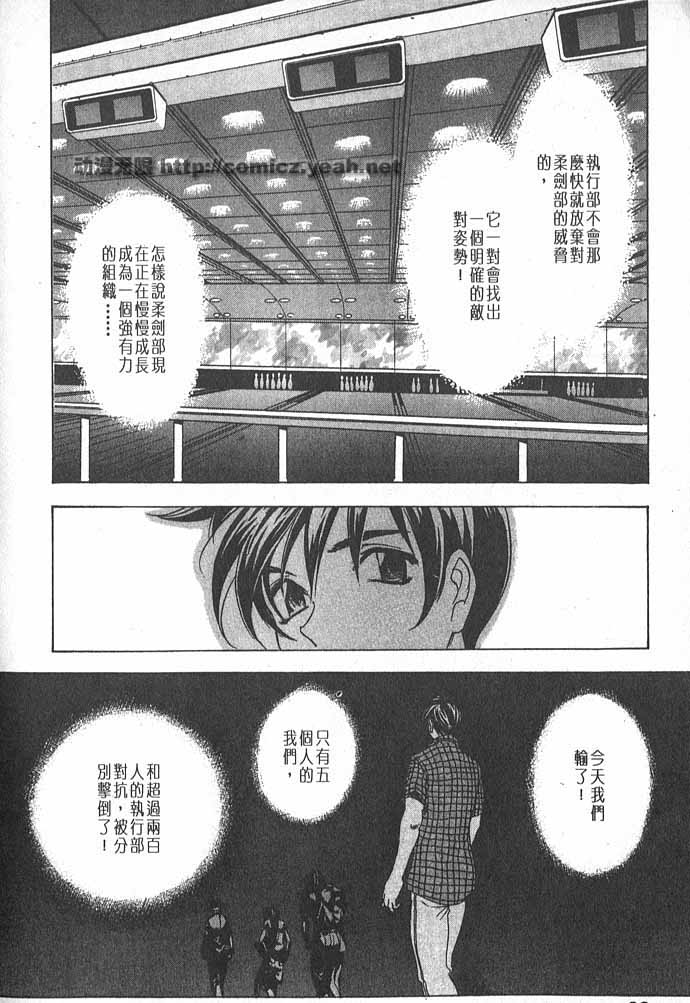 執行部不會那
麼快就放棄對
柔劍部的威脅
的，
它一對會找出
一個明確的敵
對姿勢！
怎樣說柔劍部現
在正在慢慢成長
成為一個強有力
的組織……
动漫无限 http://comicz.yeah.net
今天我們
輸了！
只有五
個人的
我們，
和超過兩百
人的執行部
對抗，被分
別擊倒了！